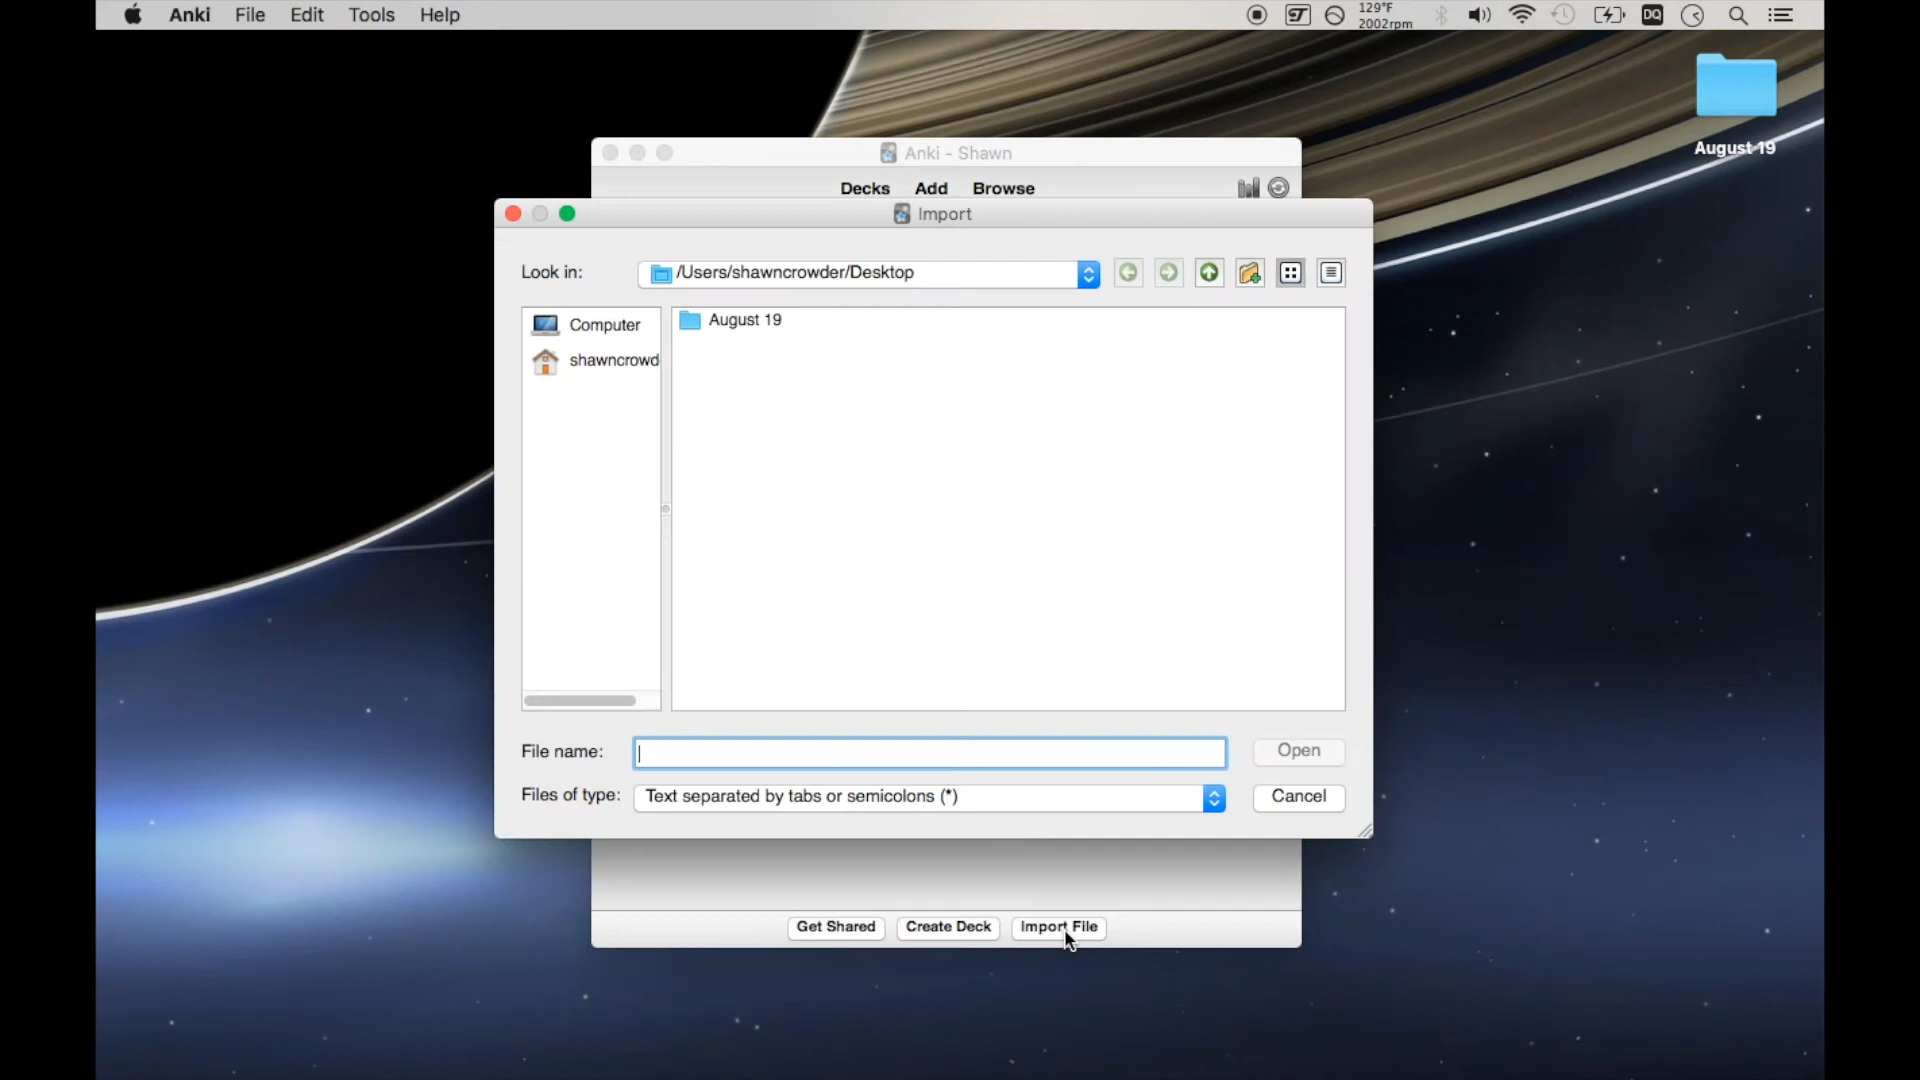 Anki File Edit Tools Help
129°F
2002rpm
DQ
August 19
Anki - Shawn
Decks Add Browse
Import
Look in: /Users/shawncrowder/Desktop
Computer
shawncrowd
August 19
File name: Open
Files of type: Text separated by tabs or semicolons (*) Cancel
Get Shared Create Deck Import File